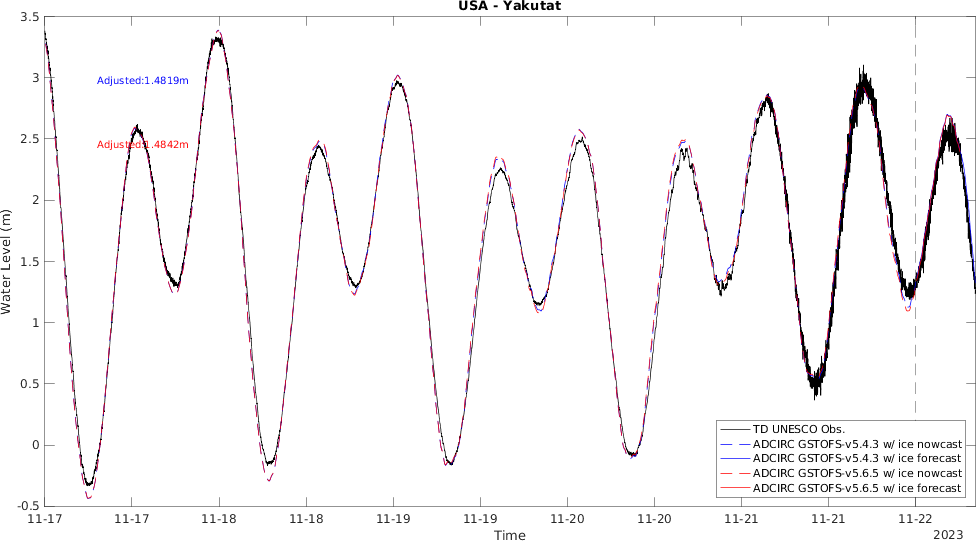 USA - Yakutat
3.5
3
2.5
2
1.5
1
0.5
0
-0.5
Water Level (m)
Adjusted:1.4819m
Adjusted:1.4842m
TD UNESCO Obs.
ADCIRC GSTOFS-v5.4.3 w/ ice nowcast
ADCIRC GSTOFS-v5.4.3 w/ ice forecast
ADCIRC GSTOFS-v5.6.5 w/ ice nowcast
ADCIRC GSTOFS-v5.6.5 w/ ice forecast
11-17 11-17 11-18 11-18 11-19 11-19 11-20 11-20 11-21 11-21 11-22
Time
2023